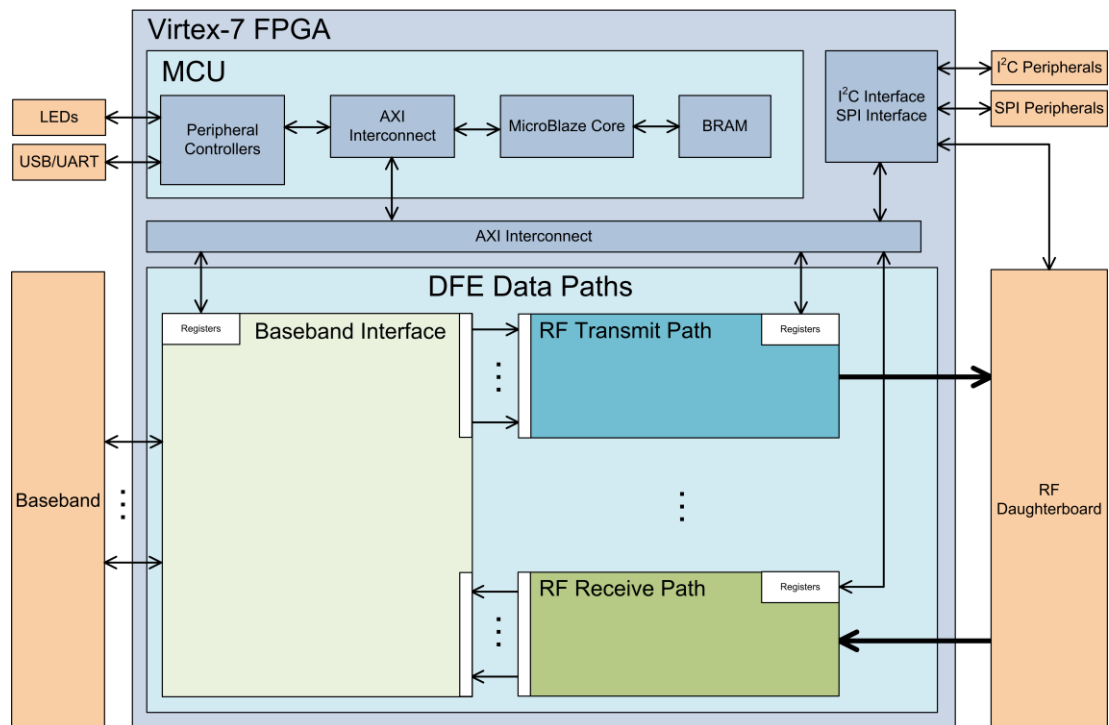 Virtex-7 FPGA
MCU
LEDs
USB/UART
Peripheral
Controllers
AXI
Interconnect
MicroBlaze Core
BRAM
I²C Interface
SPI Interface
I²C Peripherals
SPI Peripherals
AXI Interconnect
DFE Data Paths
Registers
Baseband Interface
RF Transmit Path
Registers
Baseband
RF
Daughterboard
RF Receive Path
Registers